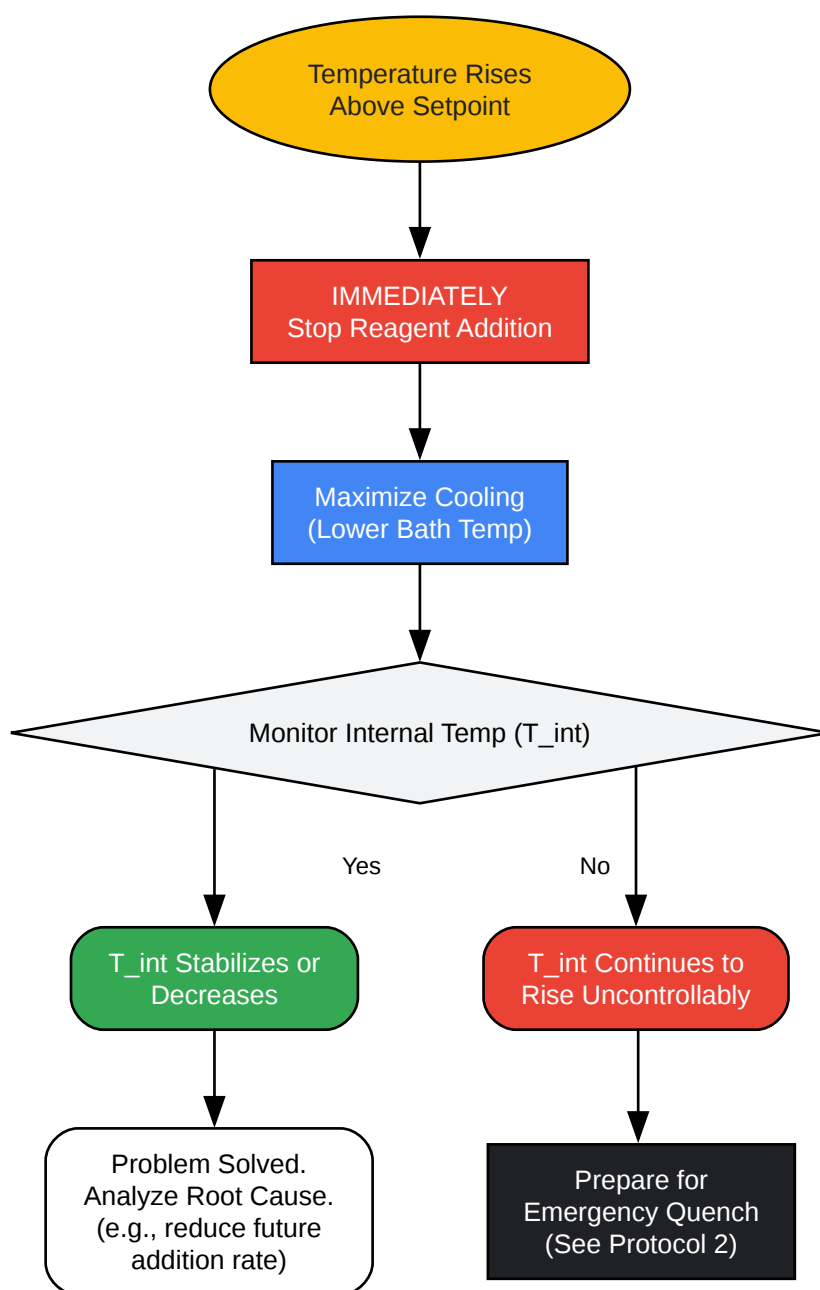 Temperature Rises
Above Setpoint
IMMEDIATELY
Stop Reagent Addition
Maximize Cooling
(Lower Bath Temp)
Monitor Internal Temp (T_int)
Yes
No
T_int Stabilizes or
Decreases
T_int Continues to
Rise Uncontrollably
Problem Solved.
Analyze Root Cause.
(e.g., reduce future
addition rate)
Prepare for
Emergency Quench
(See Protocol 2)